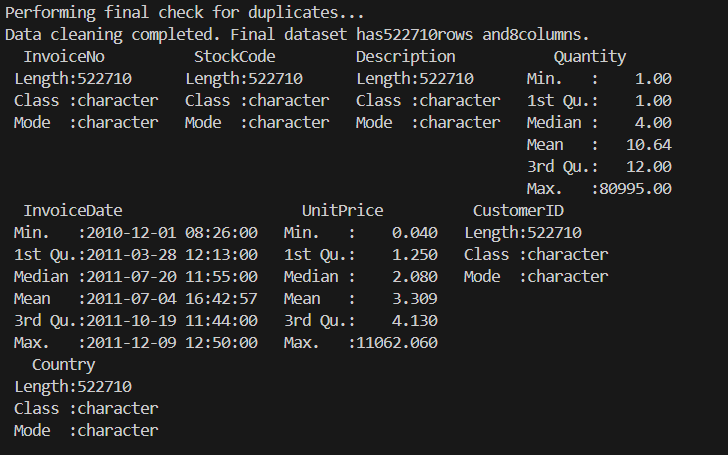 Performing final check for duplicates...
Data cleaning completed. Final dataset has522710rows and8columns.
InvoiceNo StockCode Description Quantity
Length:522710 Length:522710 Length:522710 Min. : 1.00
Class :character Class :character Class :character 1st Qu.: 1.00
Mode :character Mode :character Mode :character Median : 4.00
Mean : 10.64
3rd Qu.: 12.00
Max. :80995.00
InvoiceDate UnitPrice CustomerID
Min. :2010-12-01 08:26:00 Min. : 0.040 Length:522710
1st Qu.:2011-03-28 12:13:00 1st Qu.: 1.250 Class :character
Median :2011-07-20 11:55:00 Median : 2.080 Mode :character
Mean :2011-07-04 16:42:57 Mean : 3.309
3rd Qu.:2011-10-19 11:44:00 3rd Qu.: 4.130
Max. :2011-12-09 12:50:00 Max. :11062.060
Country
Length:522710
Class :character
Mode :character